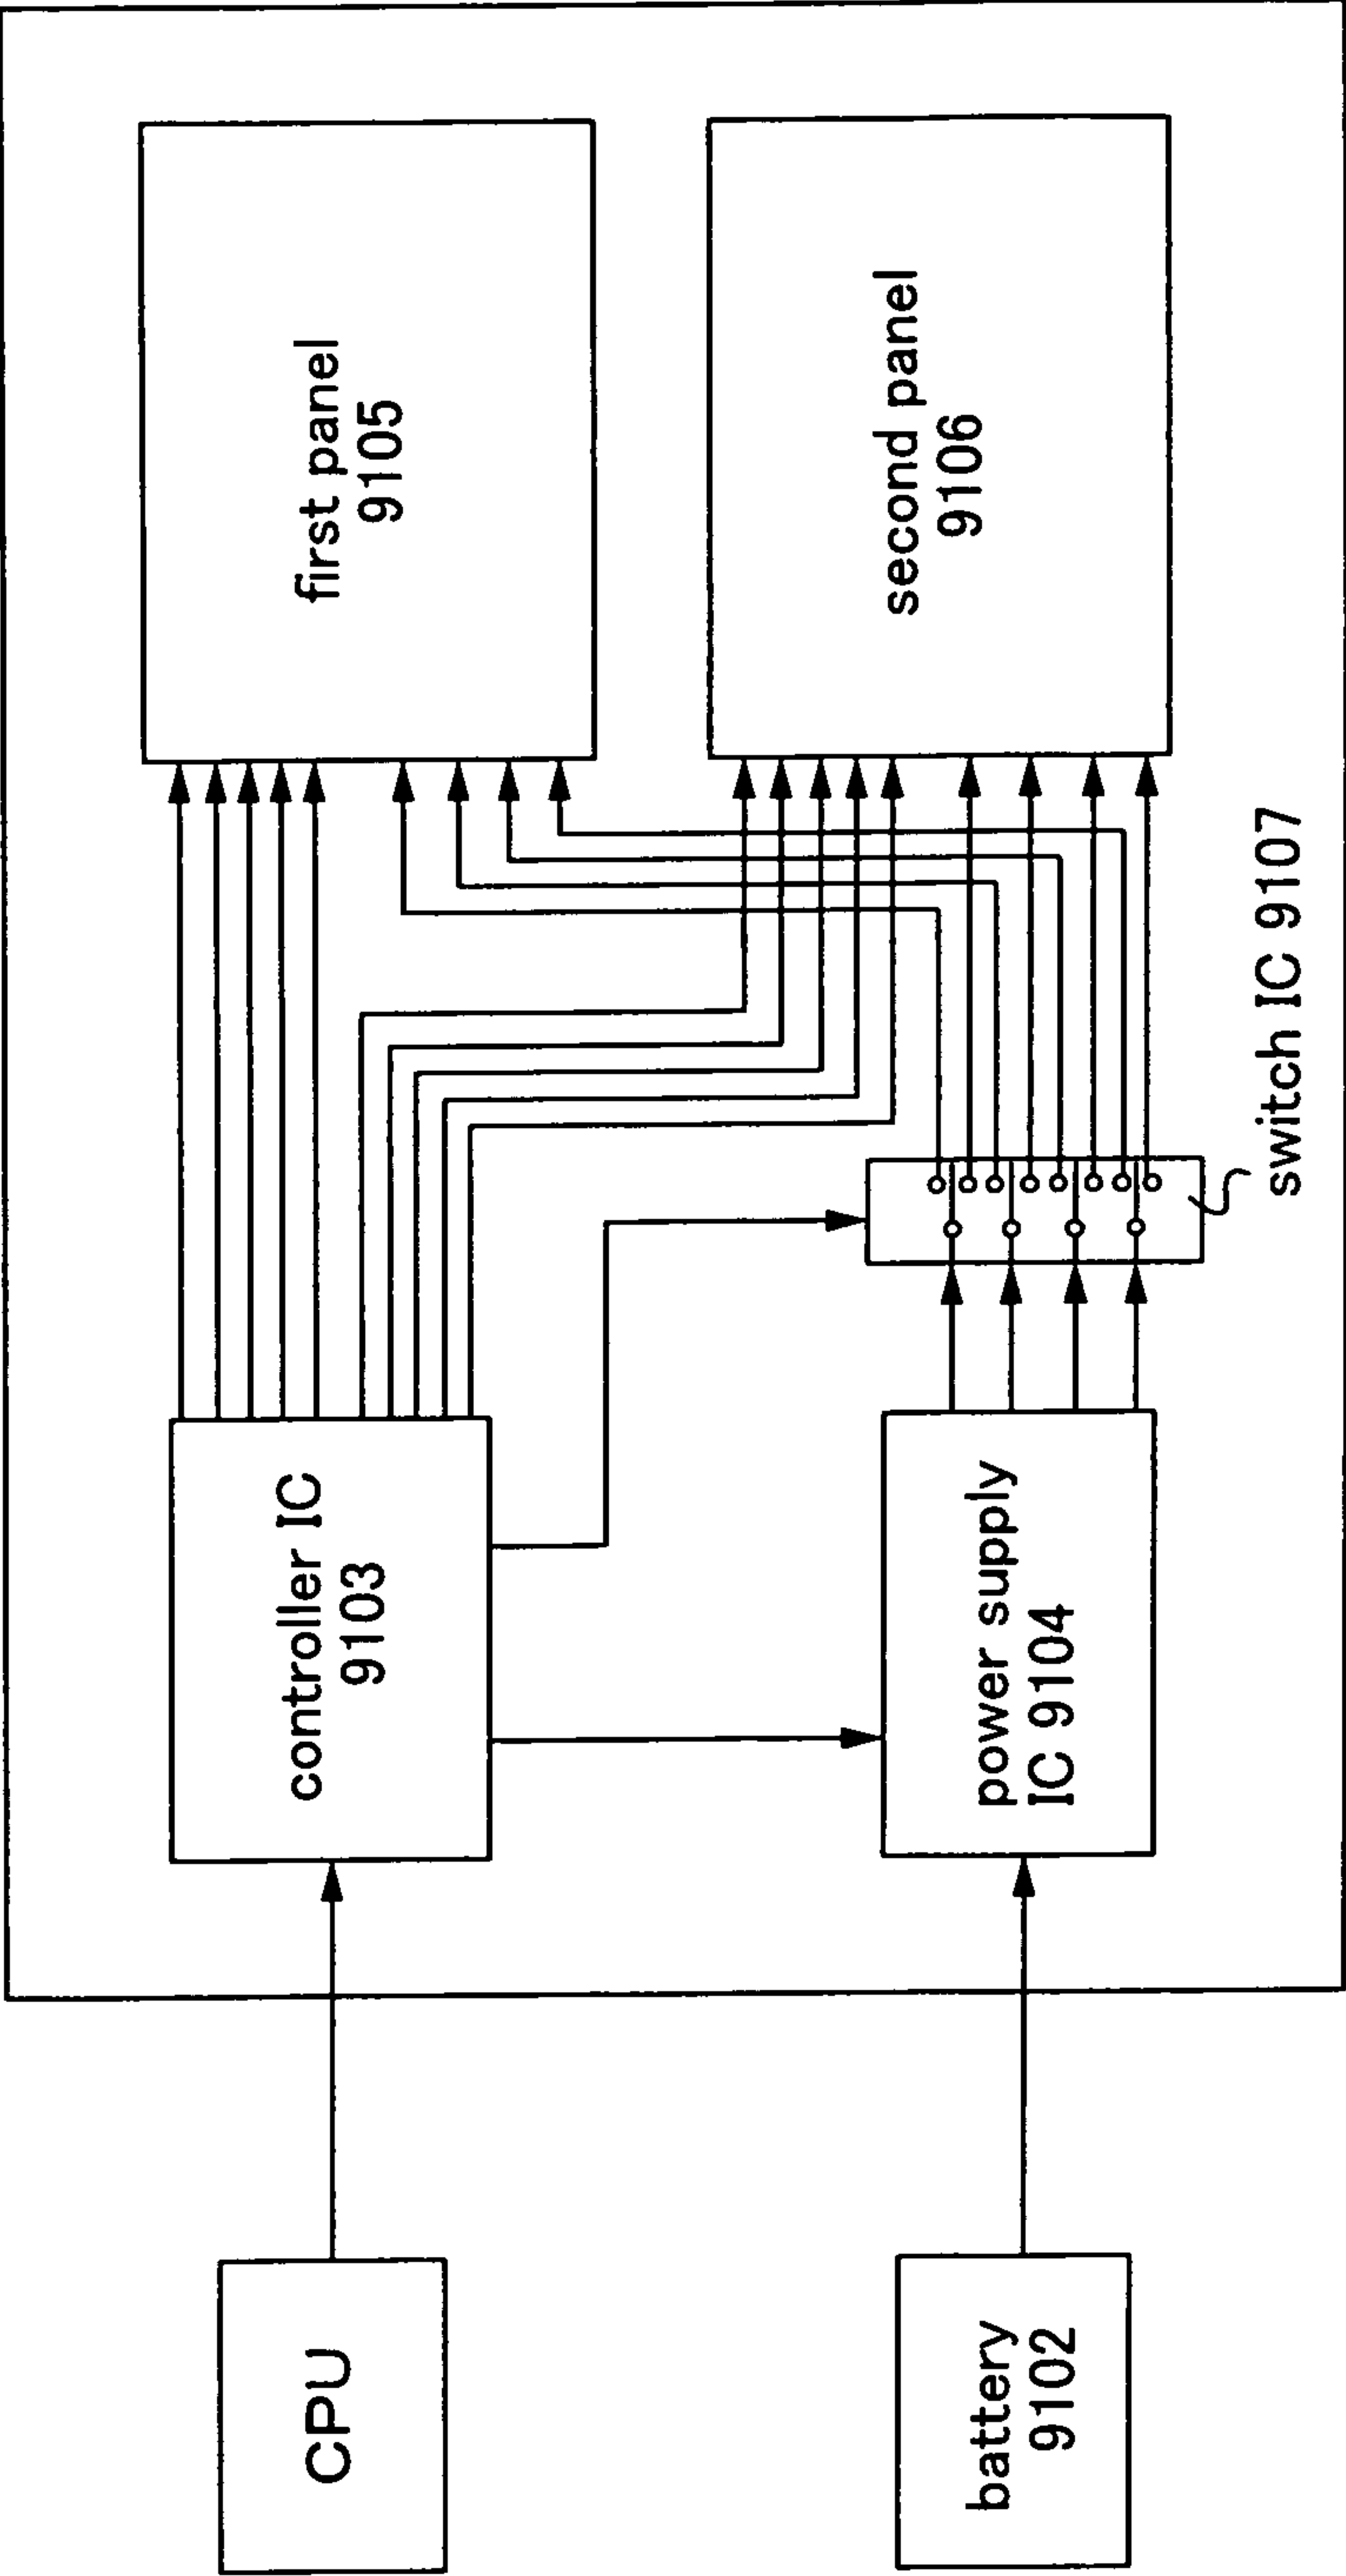 CPU
controller IC
9103
first panel
9105
battery
9102
power supply
IC 9104
second panel
9106
switch IC 9107